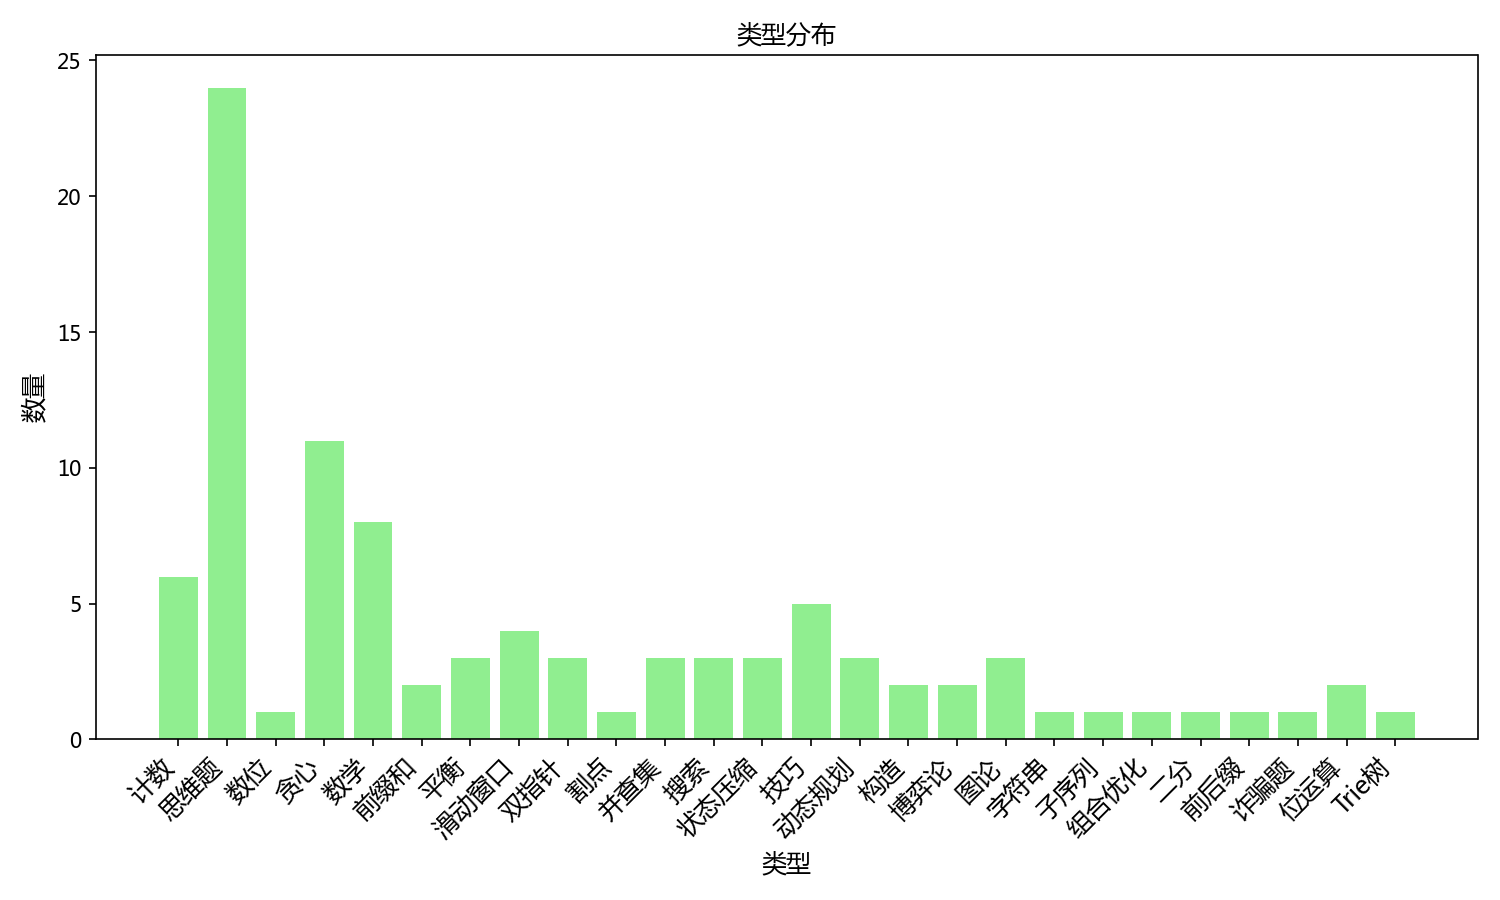 类型分布
数量
25
20
15
10
5
0
计数
思维题
数位
贪心
数学
前缀和
平衡
滑动窗口
双指针
割点
并查集
搜索
状态压缩
技巧
动态规划
构造
博弈论
图论
字符串
子序列
组合优化
二分
前后缀
诈骗题
位运算
Trie树
类型